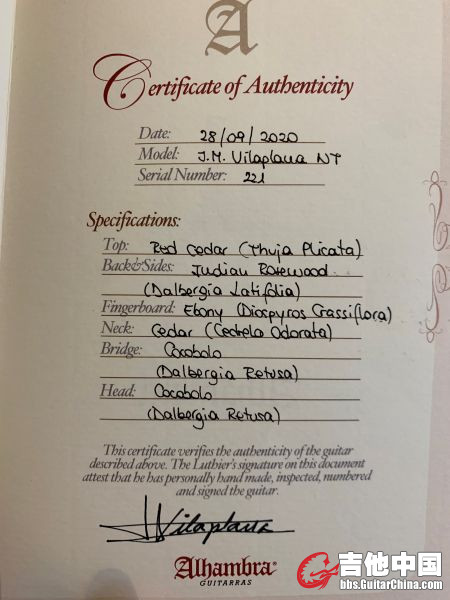 A
Certificate of Authenticity
Date: 28/09/2020
Model: J.M. Vilaplana NT
Serial Number: 221
Specifications:
Top: Red Cedar (Thuja Plicata)
Back&Sides: Indian Rosewood
(Dalbergia Latifolia)
Fingerboard: Ebony (Diospyros Crassiflora)
Neck: Cedar (Cedrela Odorata)
Bridge: Cocobolo
(Dalbergia Retusa)
Head: Cocobolo
(Dalbergia Retusa)
This certificate verifies the authenticity of the guitar
described above. The Luthier's signature on this document
attest that he has personally hand made, inspected, numbered
and signed the guitar.
Vilaplana
Alhambra®
GUITARRAS
吉他中国
bbs.GuitarChina.com